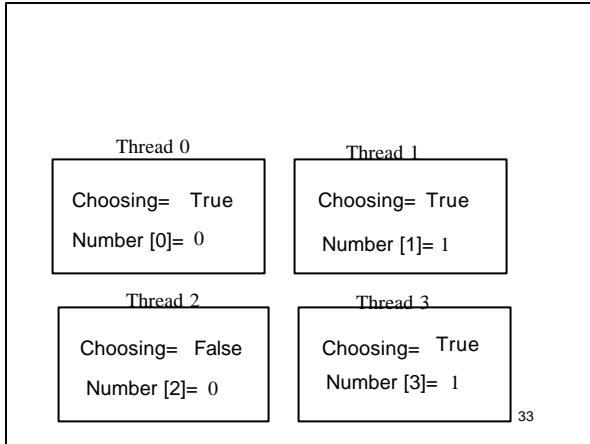 Thread 0
Choosing= True
Number [0]= 0
Thread 1
Choosing= True
Number [1]= 1
Thread 2
Choosing= False
Number [2]= 0
Thread 3
Choosing= True
Number [3]= 1
33